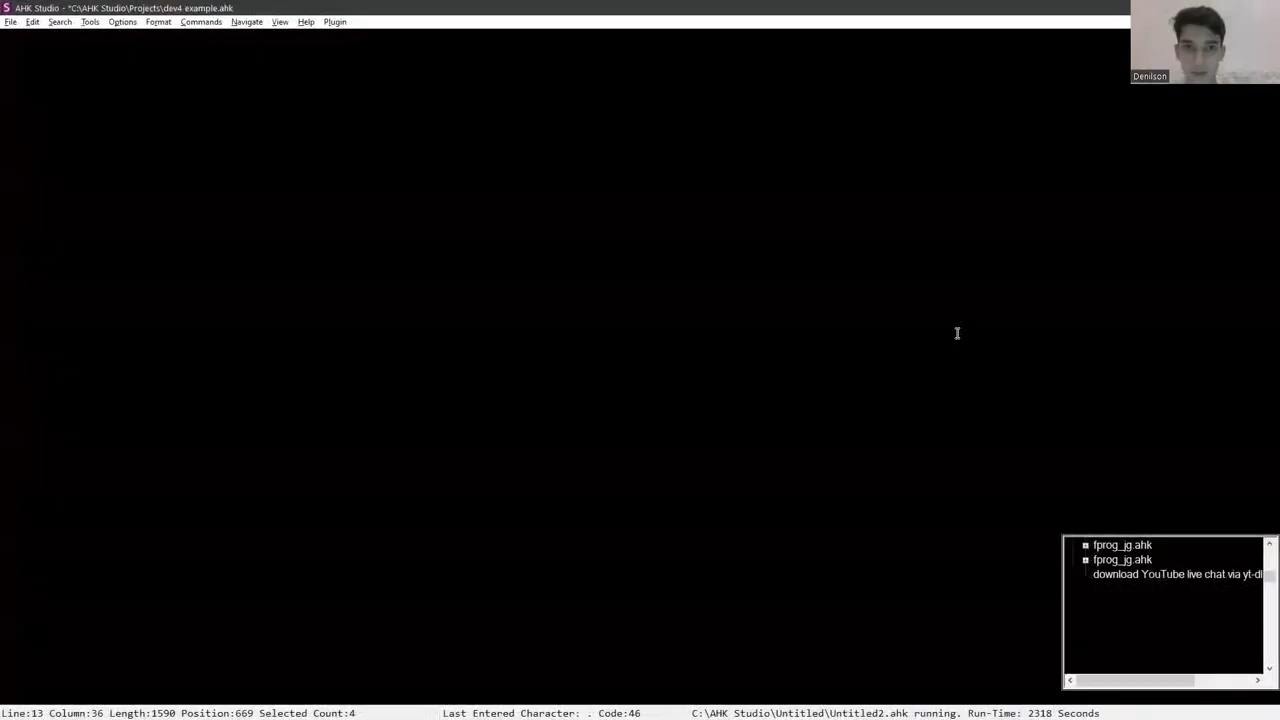 AHK Studio - *C:\AHK Studio\Projects\dev4 example.ahk
File Edit Search Tools Options Format Commands Navigate View Help Plugin
Denilson
fprog_jg.ahk
fprog_jg.ahk
download YouTube live chat via yt-dl
Line:13 Column:36 Length:1590 Position:669 Selected Count:4 Last Entered Character: . Code:46 C:\AHK Studio\Untitled\Untitled2.ahk running. Run-Time: 2318 Seconds